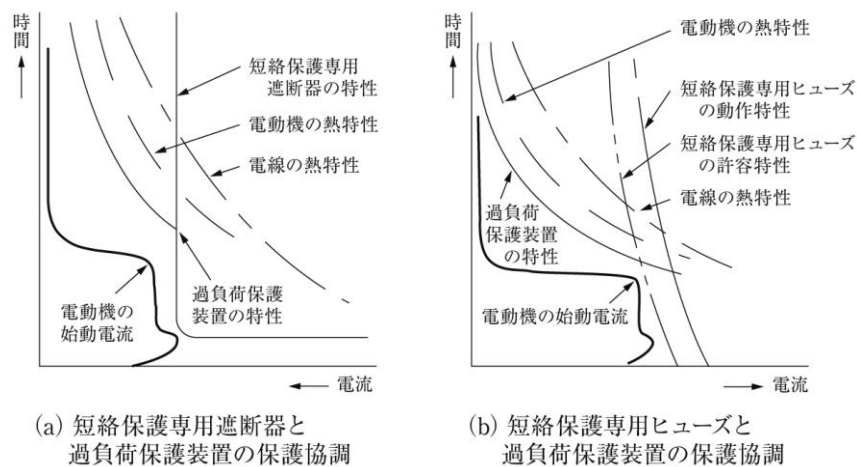 時間
短絡保護専用
遮断器の特性
電動機の熱特性
電線の熱特性
電動機の
始動電流
過負荷保護
装置の特性
電流
(a) 短絡保護専用遮断器と
過負荷保護装置の保護協調
時間
電動機の熱特性
短絡保護専用ヒューズ
の動作特性
短絡保護専用ヒューズ
の許容特性
電線の熱特性
過負荷
保護装置
の特性
電動機の始動電流
電流
(b) 短絡保護専用ヒューズと
過負荷保護装置の保護協調